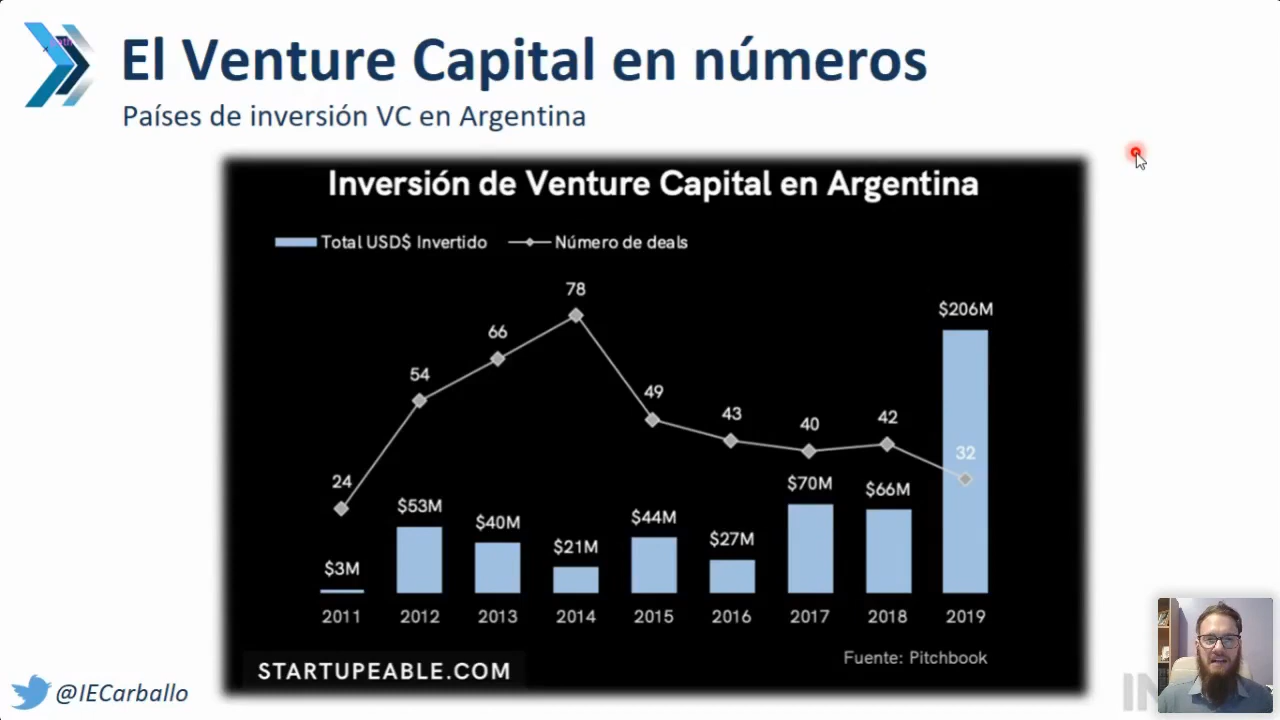 El Venture Capital en números
Países de inversión VC en Argentina
Inversión de Venture Capital en Argentina
Total USD$ Invertido Número de deals
78
$206M
66
54
49
43
42
40
32
24
$70M
$66M
$53M
$44M
$40M
$27M
$21M
$3M
2011 2012 2013 2014 2015 2016 2017 2018 2019
Fuente: Pitchbook
STARTUPEABLE.COM
@IECarballo